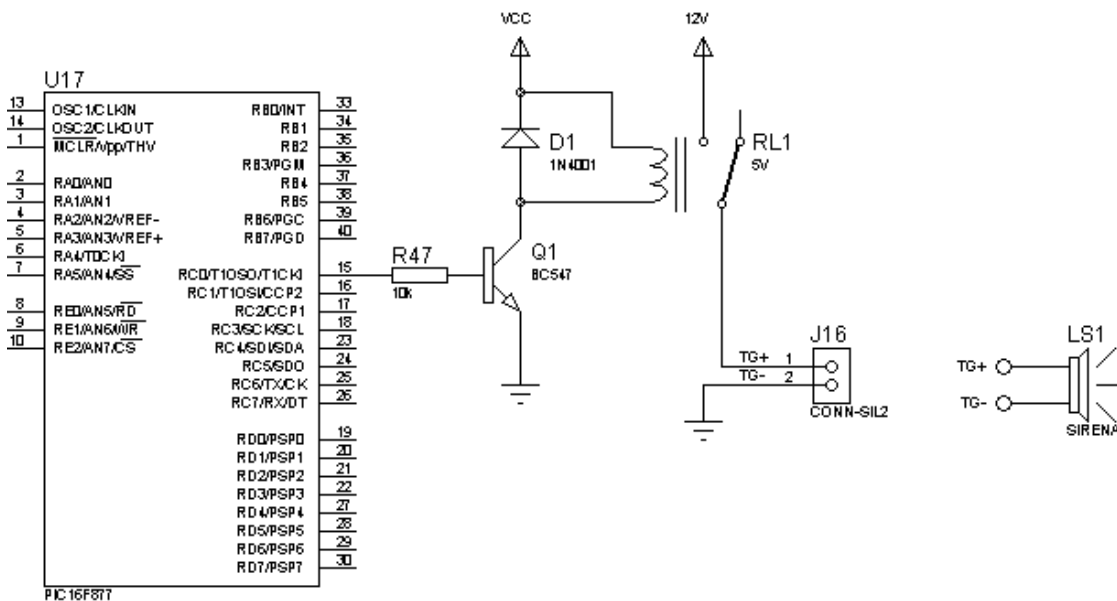 VCC
12V
U17
13 OSC1/CLKIN RB0/INT 33
14 OSC2/CLKOUT RB1 34
1 MCLR/Vpp/THV RB2 35
RB3/PGM 36
2 RA0/AN0 RB4 37
3 RA1/AN1 RB5 38
4 RA2/AN2/VREF- RB6/PGC 39
5 RA3/AN3/VREF+ RB7/PGD 40
6 RA4/T0CKI
7 RA5/AN4/SS RC0/T1OSO/T1CKI 15
RC1/T1OSI/CCP2 16
8 RE0/AN5/RD RC2/CCP1 17
9 RE1/AN6/WR RC3/SCK/SCL 18
10 RE2/AN7/CS RC4/SDI/SDA 23
RC5/SDO 24
RC6/TX/CK 25
RC7/RX/DT 26
RD0/PSP0 19
RD1/PSP1 20
RD2/PSP2 21
RD3/PSP3 22
RD4/PSP4 27
RD5/PSP5 28
RD6/PSP6 29
RD7/PSP7 30
PIC16F877
R47
10k
D1
1N4001
Q1
BC547
RL1
5V
J16
TG+ 1
TG- 2
CONN-SIL2
LS1
TG+
TG-
SIRENA